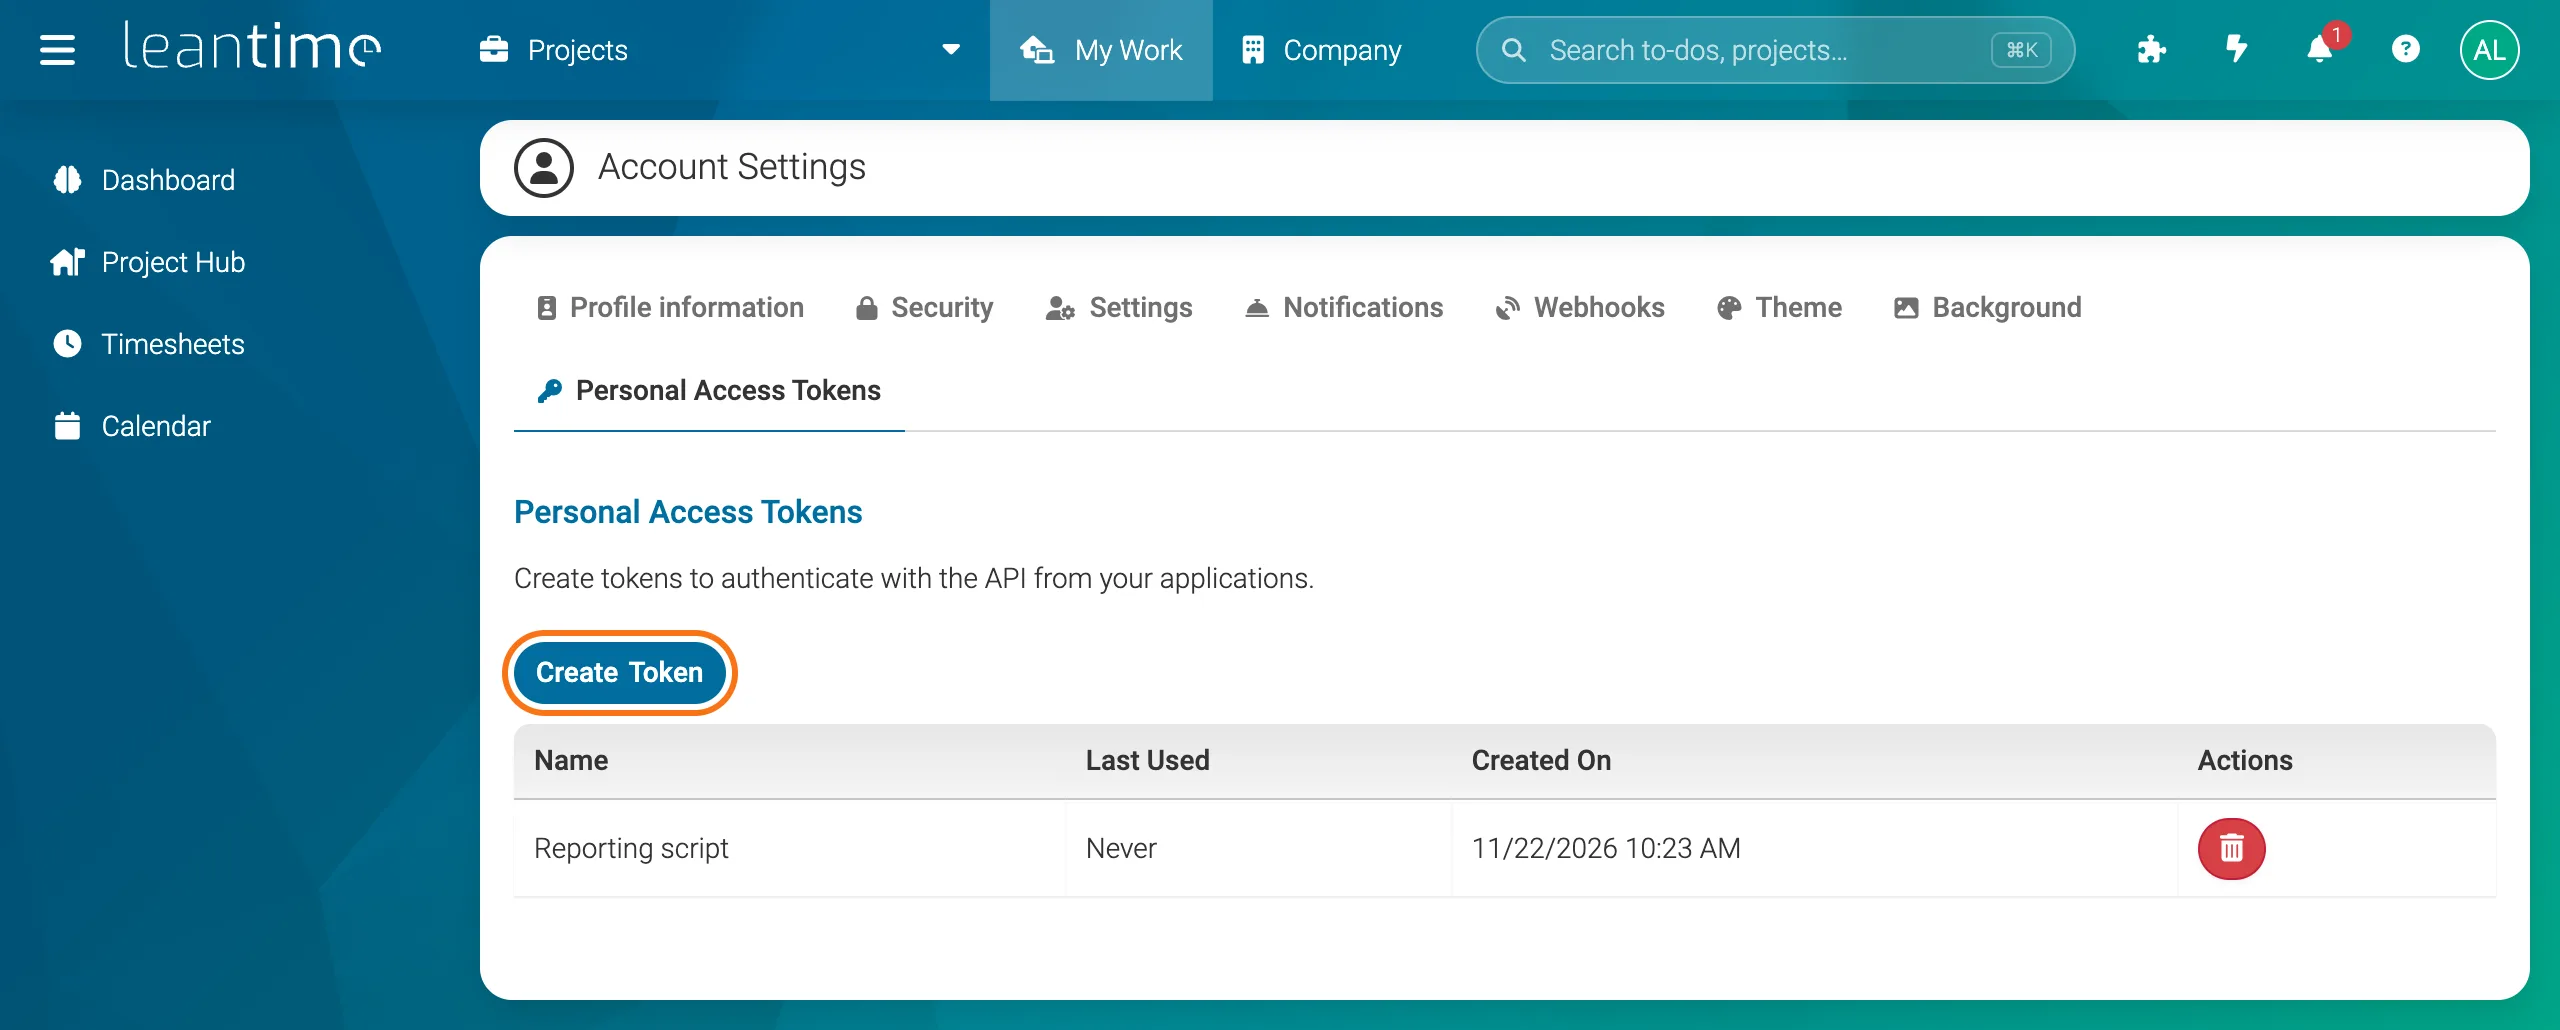 leantime
Projects
My Work
Company
Search to-dos, projects...
⌘K
1
?
AL
Dashboard
Project Hub
Timesheets
Calendar
Account Settings
Profile information
Security
Settings
Notifications
Webhooks
Theme
Background
Personal Access Tokens
Personal Access Tokens
Create tokens to authenticate with the API from your applications.
Create Token
Name Last Used Created On Actions
Reporting script Never 11/22/2026 10:23 AM